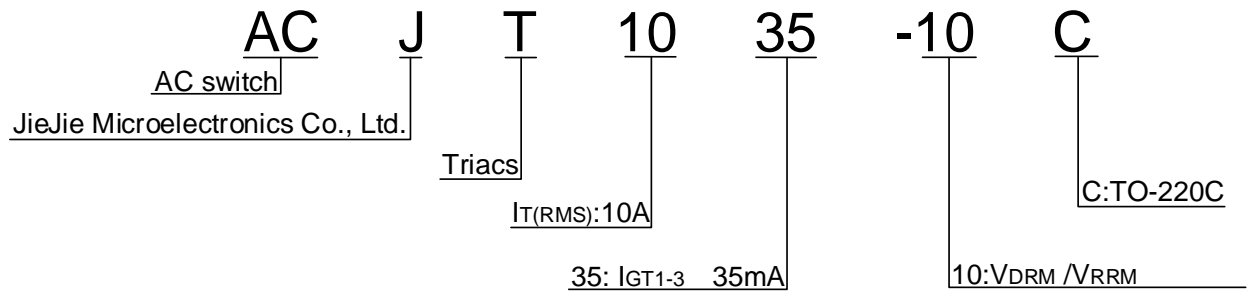 AC J T 10 35 -10 C
AC switch
JieJie Microelectronics Co., Ltd.
Triacs
C:TO-220C
IT(RMS):10A
35: IGT1-3 35mA
10:VDRM /VRRM